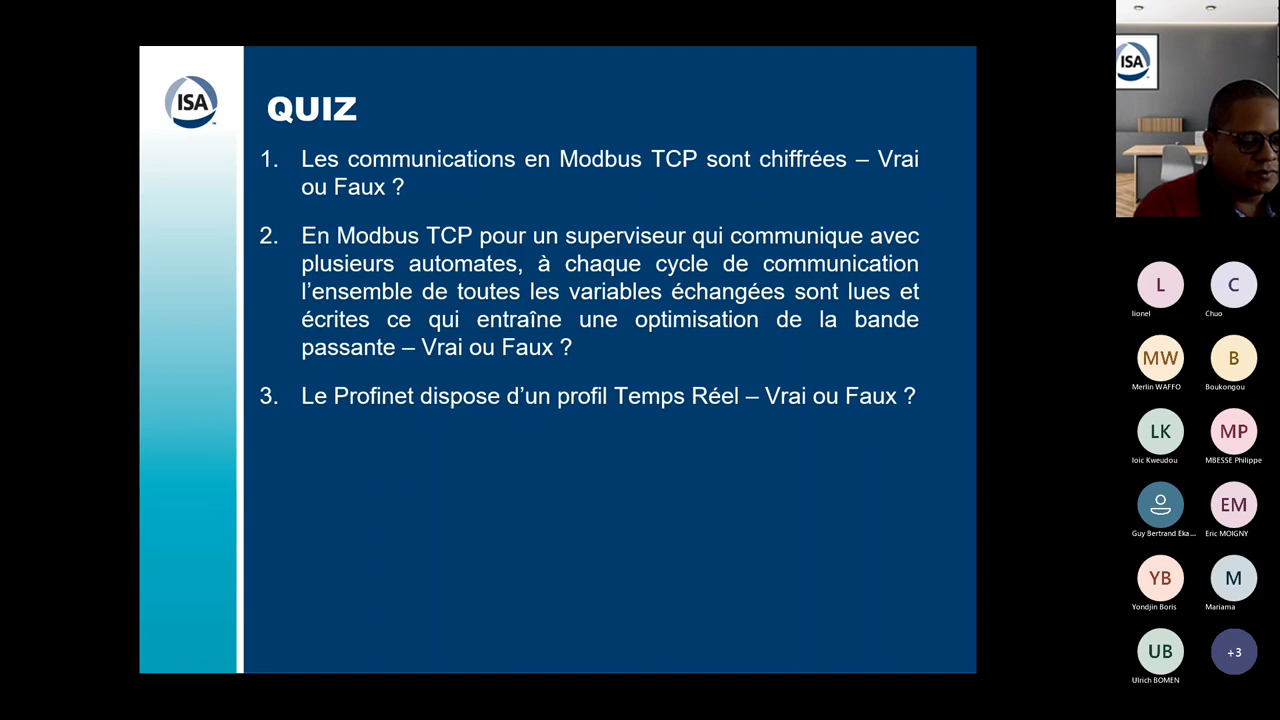 ISA
QUIZ
1. Les communications en Modbus TCP sont chiffrées – Vrai
ou Faux ?
2. En Modbus TCP pour un superviseur qui communique avec
plusieurs automates, à chaque cycle de communication
l’ensemble de toutes les variables échangées sont lues et
écrites ce qui entraîne une optimisation de la bande
passante – Vrai ou Faux ?
3. Le Profinet dispose d’un profil Temps Réel – Vrai ou Faux ?
ISA
L
C
lionel
Chuo
MW
B
Merlin WAFFO
Boukongou
LK
MP
loic Kweudou
MBESSE Philippe
EM
Guy Bertrand Eka...
Eric MOIGNY
YB
M
Yondjin Boris
Mariama
UB
+3
Ulrich BOMEN